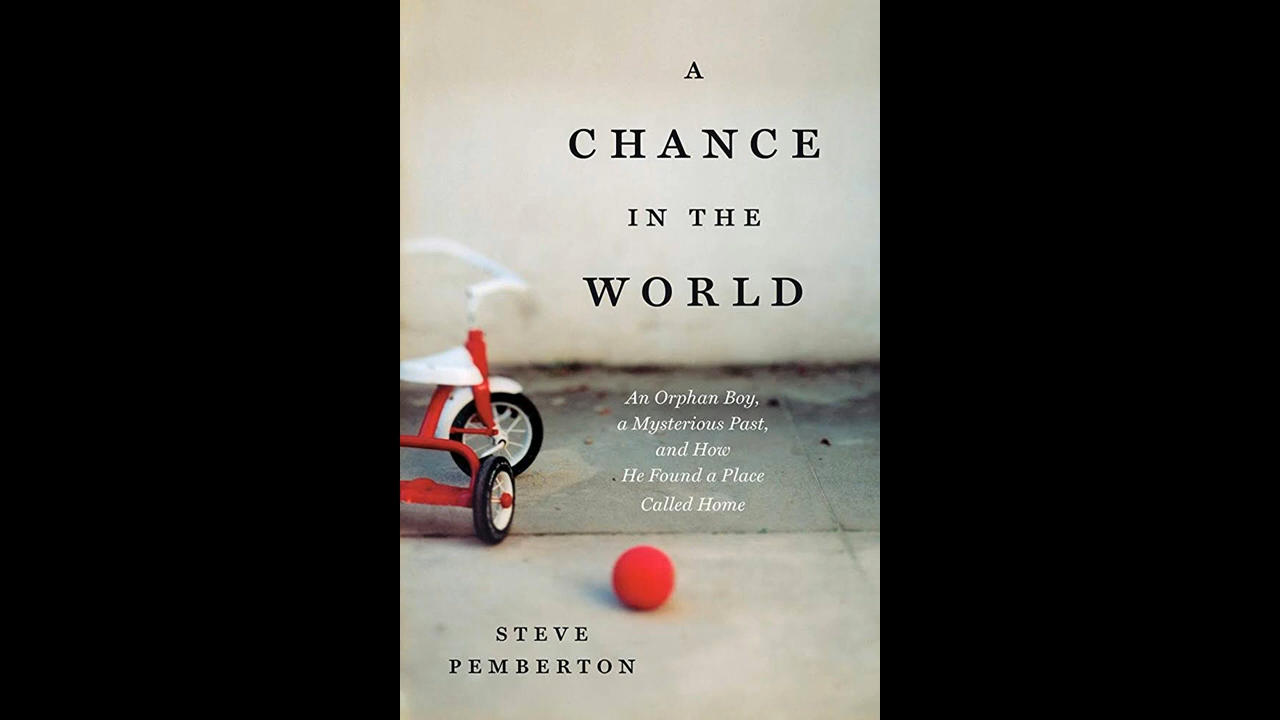 A
CHANCE
IN THE
WORLD
An Orphan Boy,
a Mysterious Past,
and How
He Found a Place
Called Home
STEVE
PEMBERTON